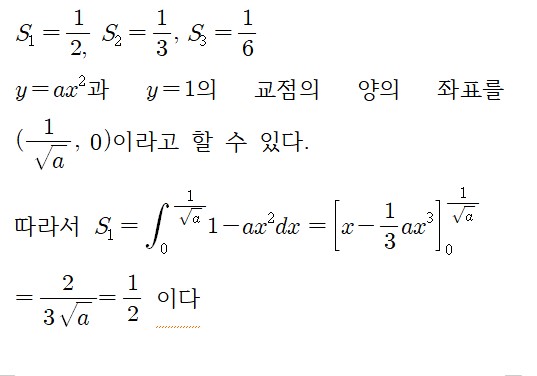 S₁ = 1/2, S₂ = 1/3, S₃ = 1/6
y = ax²과 y = 1의 교점의 양의 좌표를
(1/√a, 0)이라고 할 수 있다.
따라서 S₁ = ∫₀^(1/√a) 1 − ax²dx = [x − 1/3 ax³]₀^(1/√a)
= 2/(3√a) = 1/2 이다